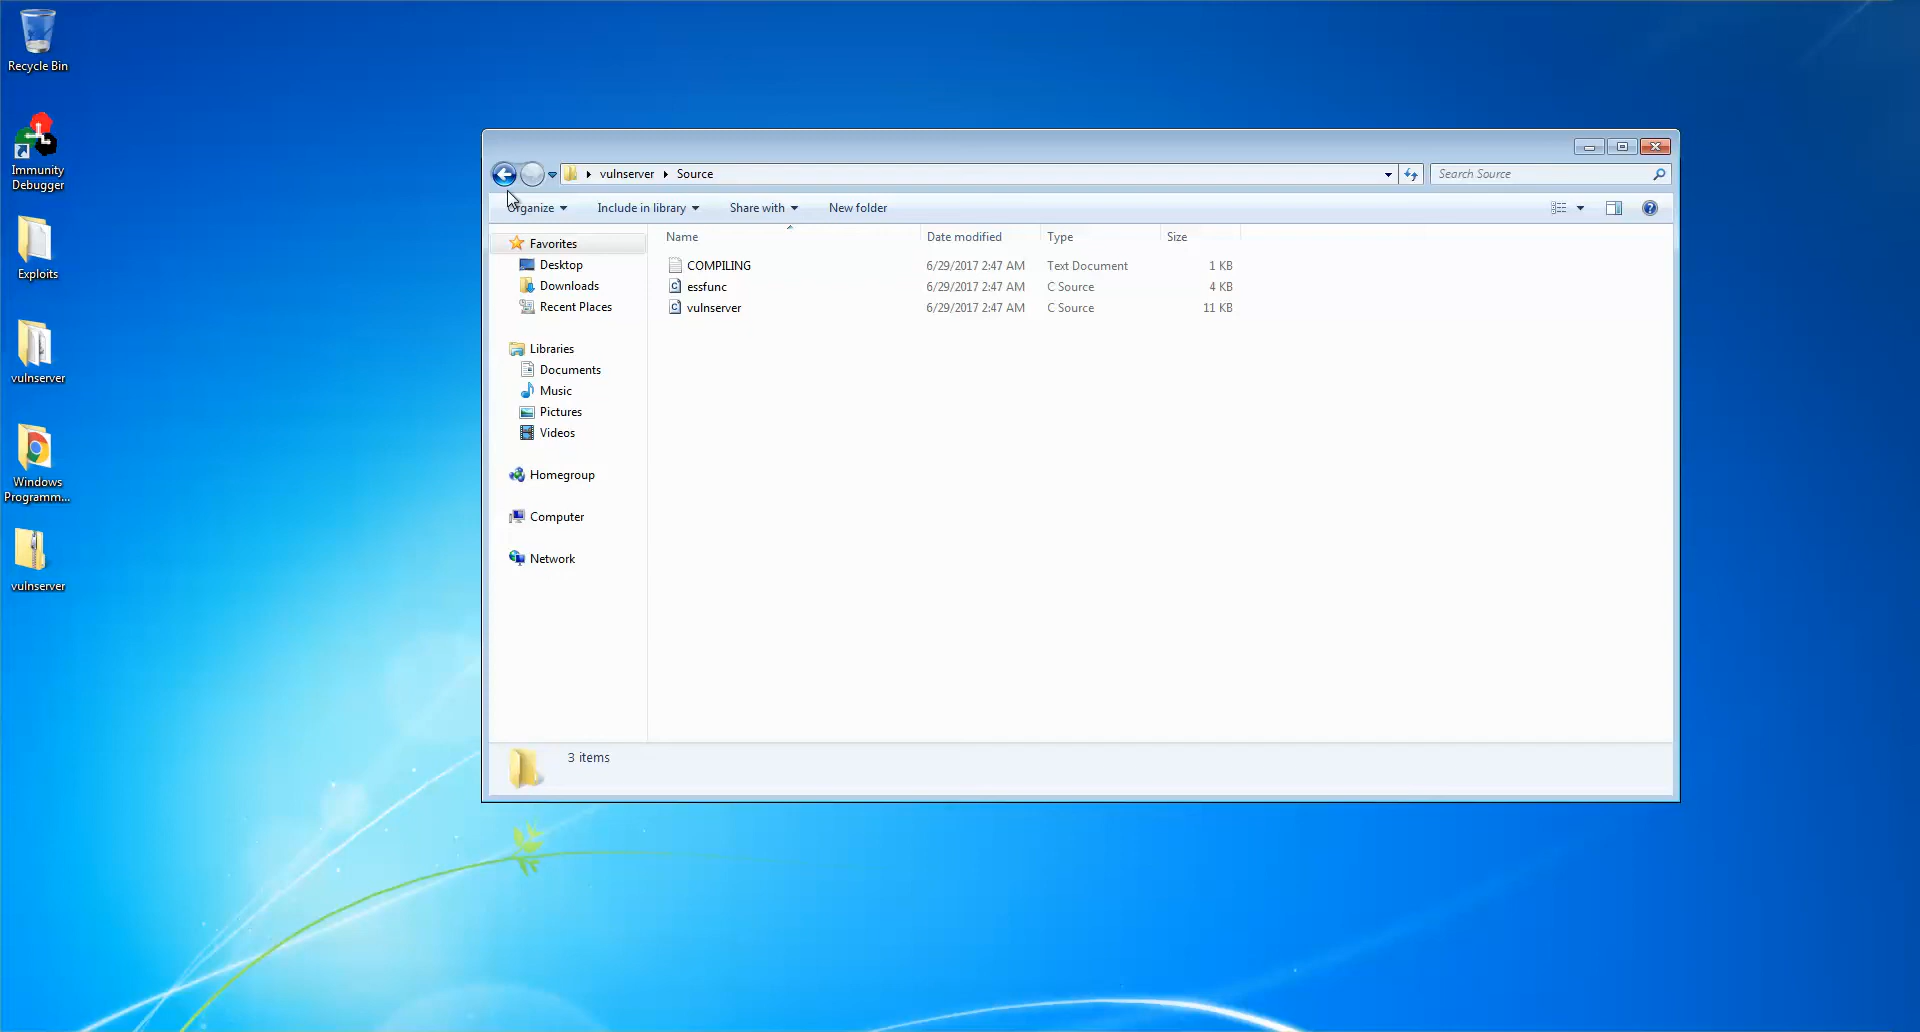 Recycle Bin
Immunity
Debugger
Exploits
vulnserver
Windows
Programm...
vulnserver
vulnserver
Source
Search Source
Organize
Include in library
Share with
New folder
Favorites
Desktop
Downloads
Recent Places
Libraries
Documents
Music
Pictures
Videos
Homegroup
Computer
Network
Name Date modified Type Size
COMPILING 6/29/2017 2:47 AM Text Document 1 KB
essfunc 6/29/2017 2:47 AM C Source 4 KB
vulnserver 6/29/2017 2:47 AM C Source 11 KB
3 items